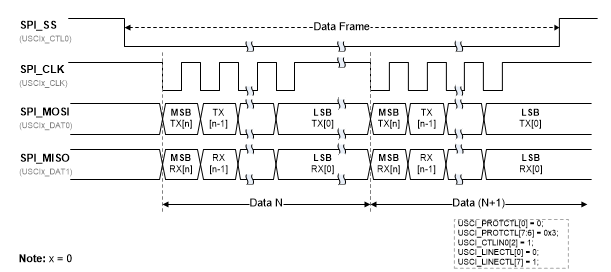 SPI_SS
(USCIx_CTL0)
Data Frame
SPI_CLK
(USCIx_CLK)
SPI_MOSI
(USCIx_DAT0)
MSB
TX[n]
TX
[n-1]
LSB
TX[0]
MSB
TX[n]
TX
[n-1]
LSB
TX[0]
SPI_MISO
(USCIx_DAT1)
MSB
RX[n]
RX
[n-1]
LSB
RX[0]
MSB
RX[n]
RX
[n-1]
LSB
RX[0]
Data N
Data (N+1)
USCI_PROTCTL[0] = 0;
USCI_PROTCTL[7:6] = 0x3;
USCI_CTLIN0[2] = 1;
USCI_LINECTL[0] = 0;
USCI_LINECTL[7] = 1;
Note: x = 0